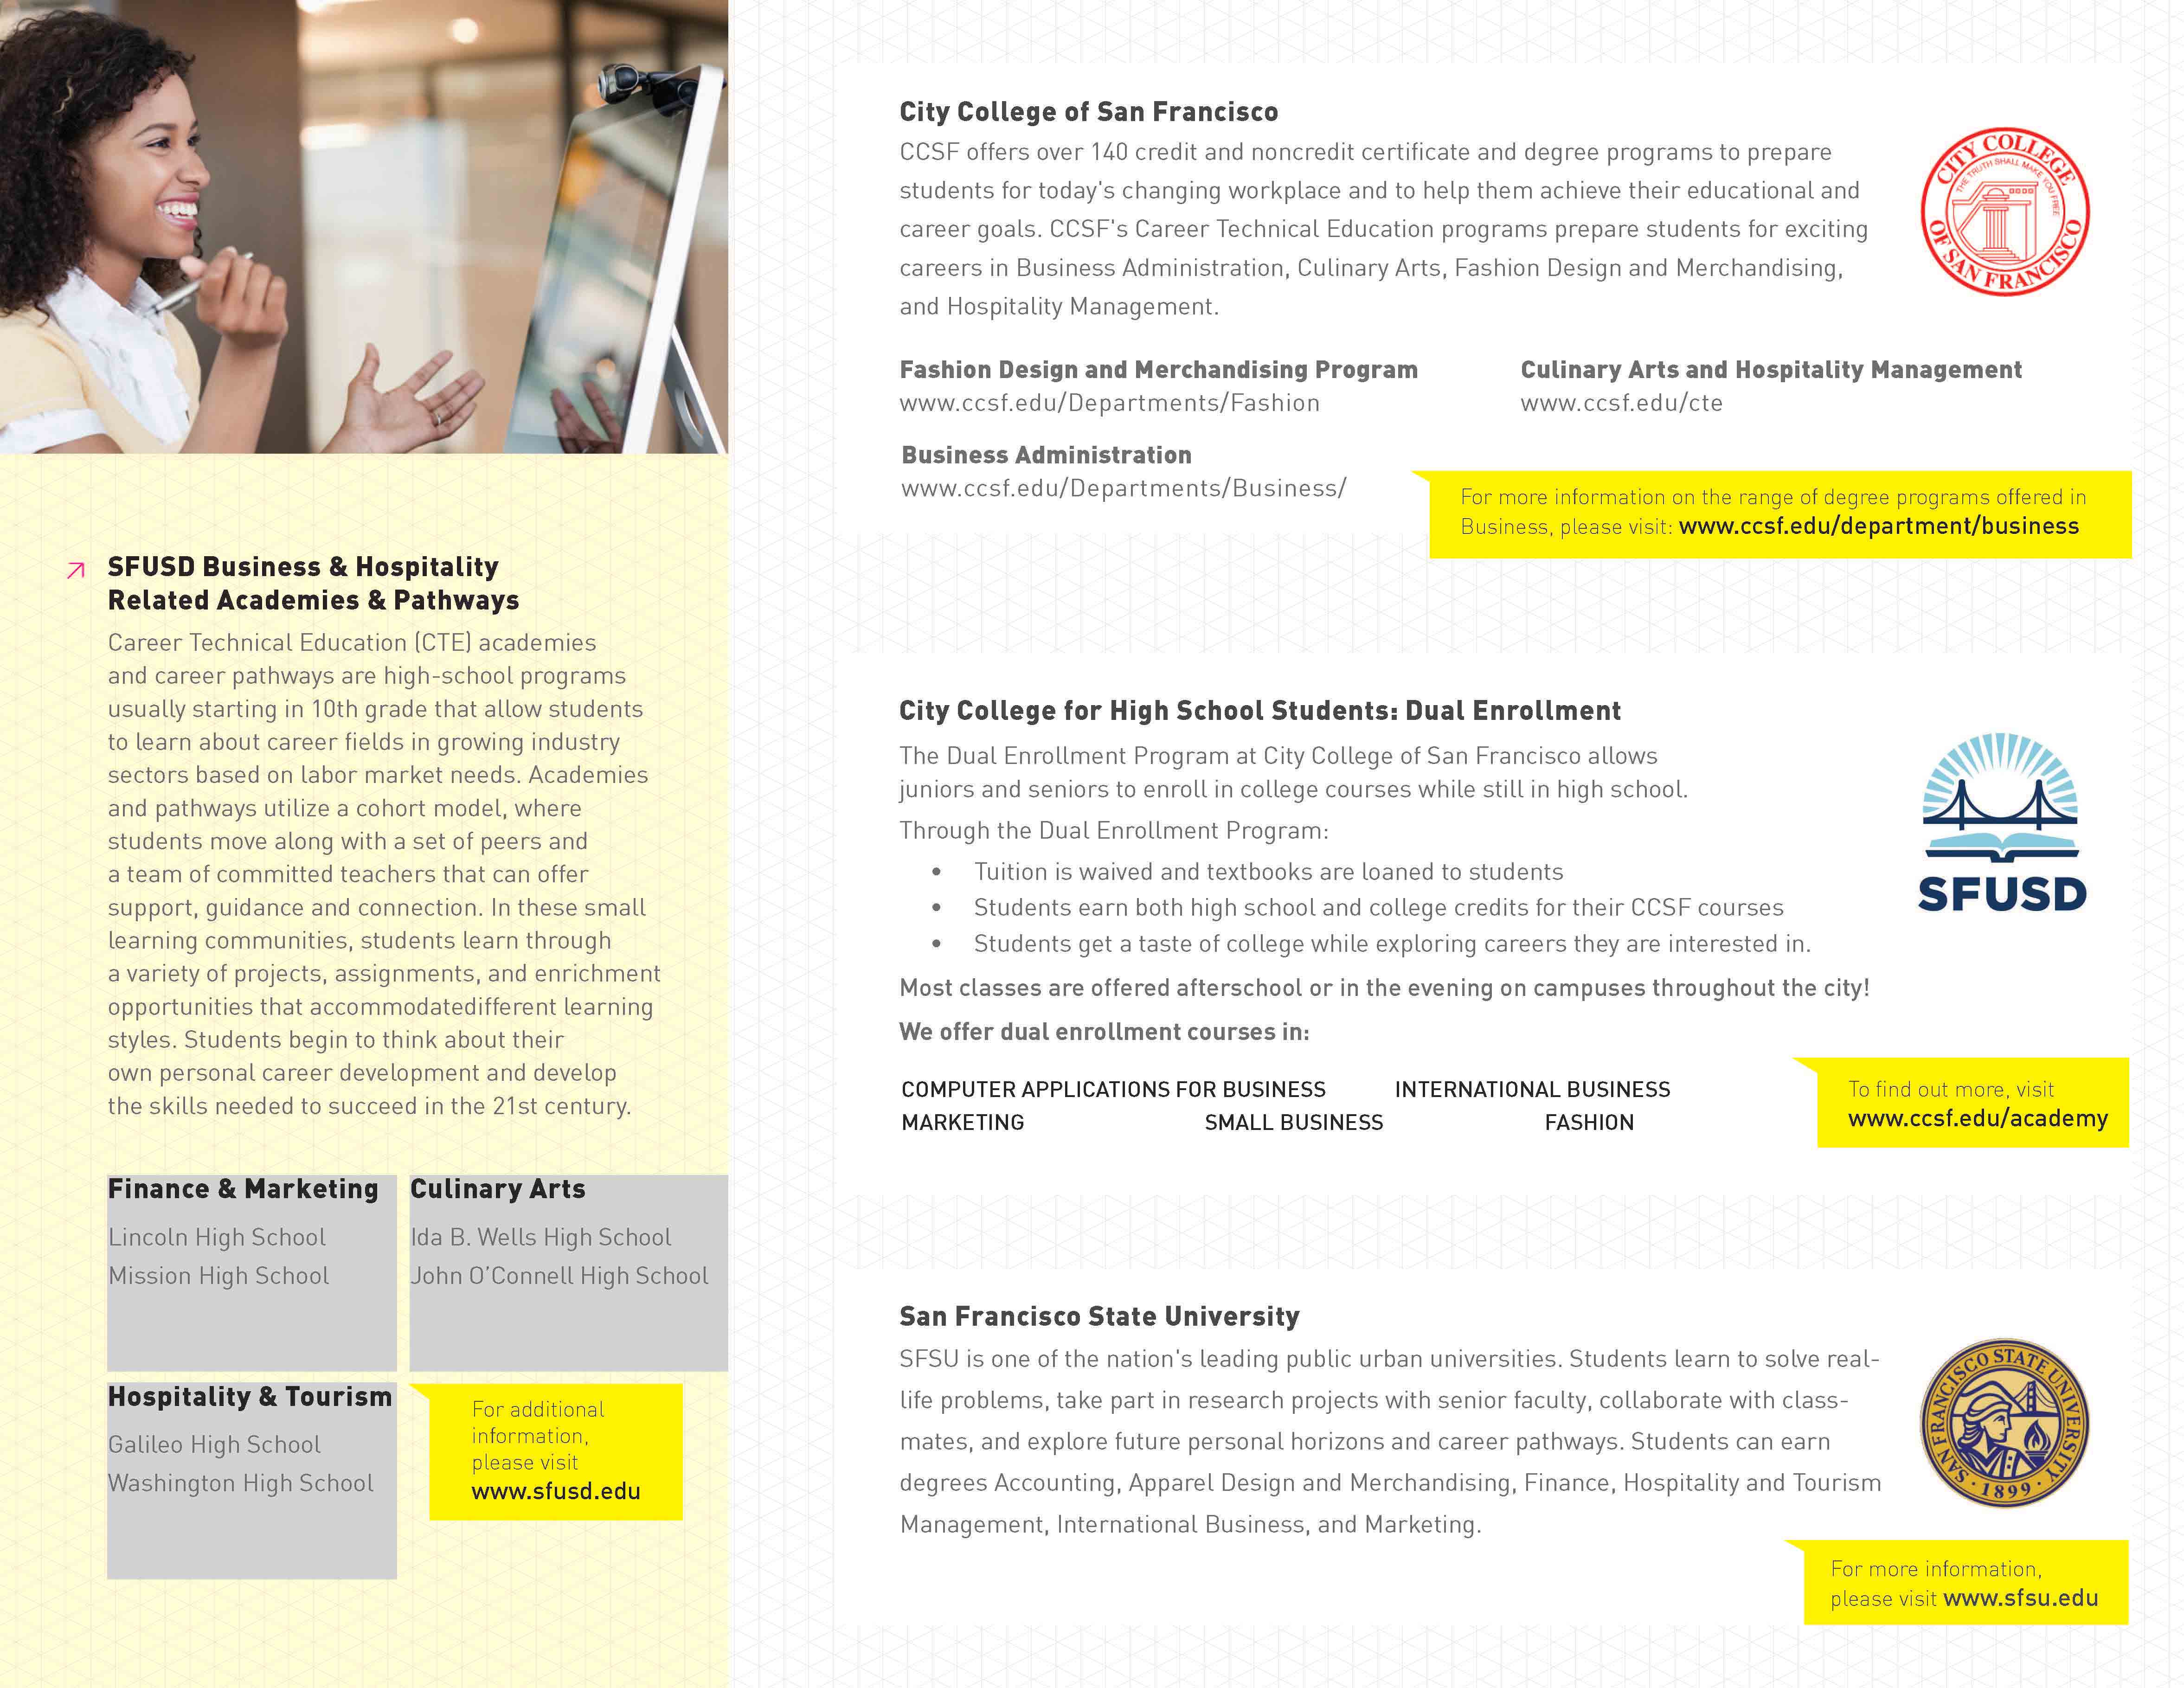 SFUSD Business & Hospitality
Related Academies & Pathways
Career Technical Education (CTE) academies
and career pathways are high-school programs
usually starting in 10th grade that allow students
to learn about career fields in growing industry
sectors based on labor market needs. Academies
and pathways utilize a cohort model, where
students move along with a set of peers and
a team of committed teachers that can offer
support, guidance and connection. In these small
learning communities, students learn through
a variety of projects, assignments, and enrichment
opportunities that accommodatedifferent learning
styles. Students begin to think about their
own personal career development and develop
the skills needed to succeed in the 21st century.
Finance & Marketing
Lincoln High School
Mission High School
Culinary Arts
Ida B. Wells High School
John O’Connell High School
Hospitality & Tourism
Galileo High School
Washington High School
For additional
information,
please visit
www.sfusd.edu
City College of San Francisco
CCSF offers over 140 credit and noncredit certificate and degree programs to prepare
students for today's changing workplace and to help them achieve their educational and
career goals. CCSF's Career Technical Education programs prepare students for exciting
careers in Business Administration, Culinary Arts, Fashion Design and Merchandising,
and Hospitality Management.
CITY COLLEGE
THE TRUTH SHALL MAKE YOU FREE
OF SAN FRANCISCO
Fashion Design and Merchandising Program
www.ccsf.edu/Departments/Fashion
Culinary Arts and Hospitality Management
www.ccsf.edu/cte
Business Administration
www.ccsf.edu/Departments/Business/
For more information on the range of degree programs offered in
Business, please visit: www.ccsf.edu/department/business
City College for High School Students: Dual Enrollment
The Dual Enrollment Program at City College of San Francisco allows
juniors and seniors to enroll in college courses while still in high school.
Through the Dual Enrollment Program:
• Tuition is waived and textbooks are loaned to students
• Students earn both high school and college credits for their CCSF courses
• Students get a taste of college while exploring careers they are interested in.
SFUSD
Most classes are offered afterschool or in the evening on campuses throughout the city!
We offer dual enrollment courses in:
COMPUTER APPLICATIONS FOR BUSINESS INTERNATIONAL BUSINESS
MARKETING SMALL BUSINESS FASHION
To find out more, visit
www.ccsf.edu/academy
San Francisco State University
SFSU is one of the nation's leading public urban universities. Students learn to solve real-
life problems, take part in research projects with senior faculty, collaborate with class-
mates, and explore future personal horizons and career pathways. Students can earn
degrees Accounting, Apparel Design and Merchandising, Finance, Hospitality and Tourism
Management, International Business, and Marketing.
SAN FRANCISCO STATE UNIVERSITY
· 1899 ·
For more information,
please visit www.sfsu.edu